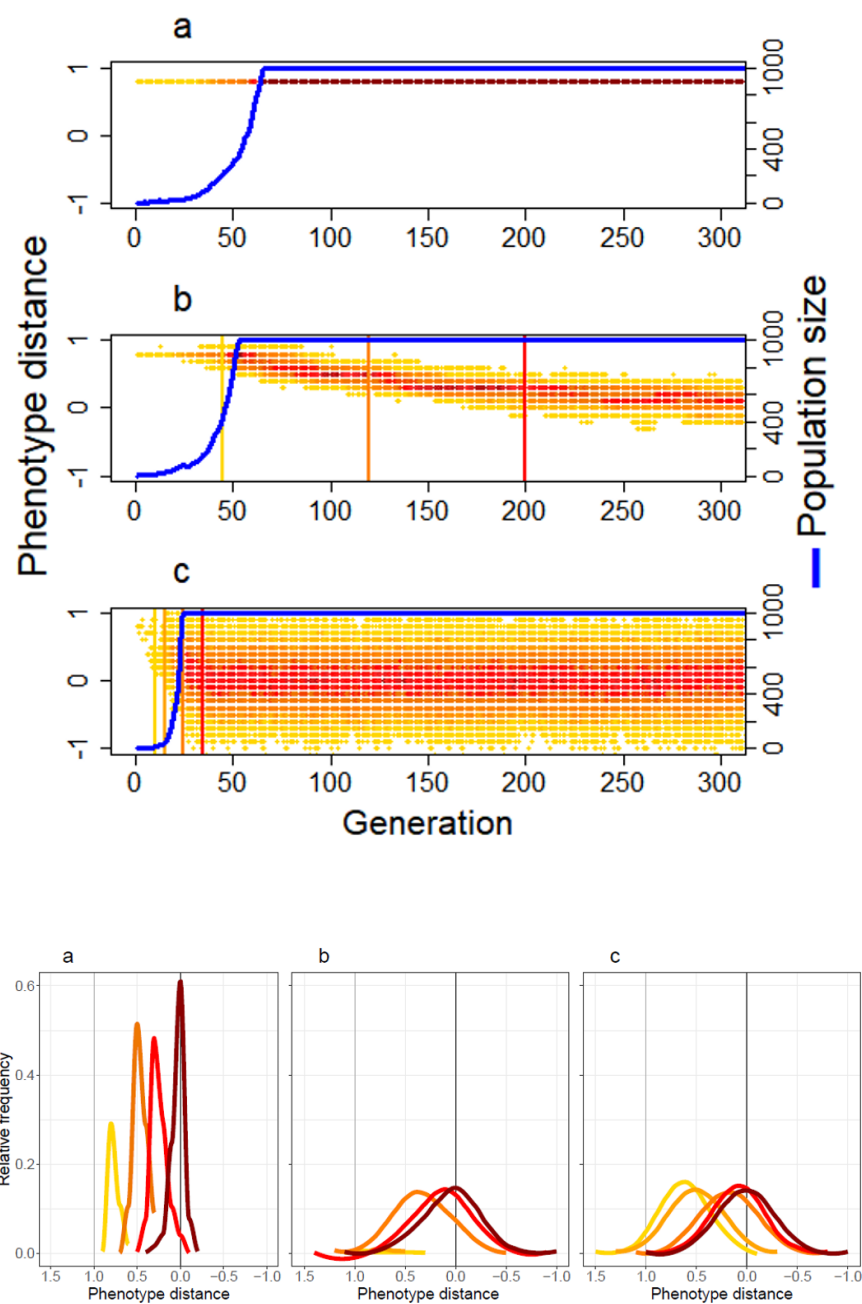 a
1
0
-1
1000
400
0
0 50 100 150 200 250 300
b
1
0
-1
1000
400
0
0 50 100 150 200 250 300
c
1
0
-1
1000
400
0
0 50 100 150 200 250 300
Phenotype distance
Population size
Generation
a b c
Relative frequency
0.6
0.4
0.2
0.0
1.5 1.0 0.5 0.0 −0.5 −1.0
1.5 1.0 0.5 0.0 −0.5 −1.0
1.5 1.0 0.5 0.0 −0.5 −1.0
Phenotype distance Phenotype distance Phenotype distance